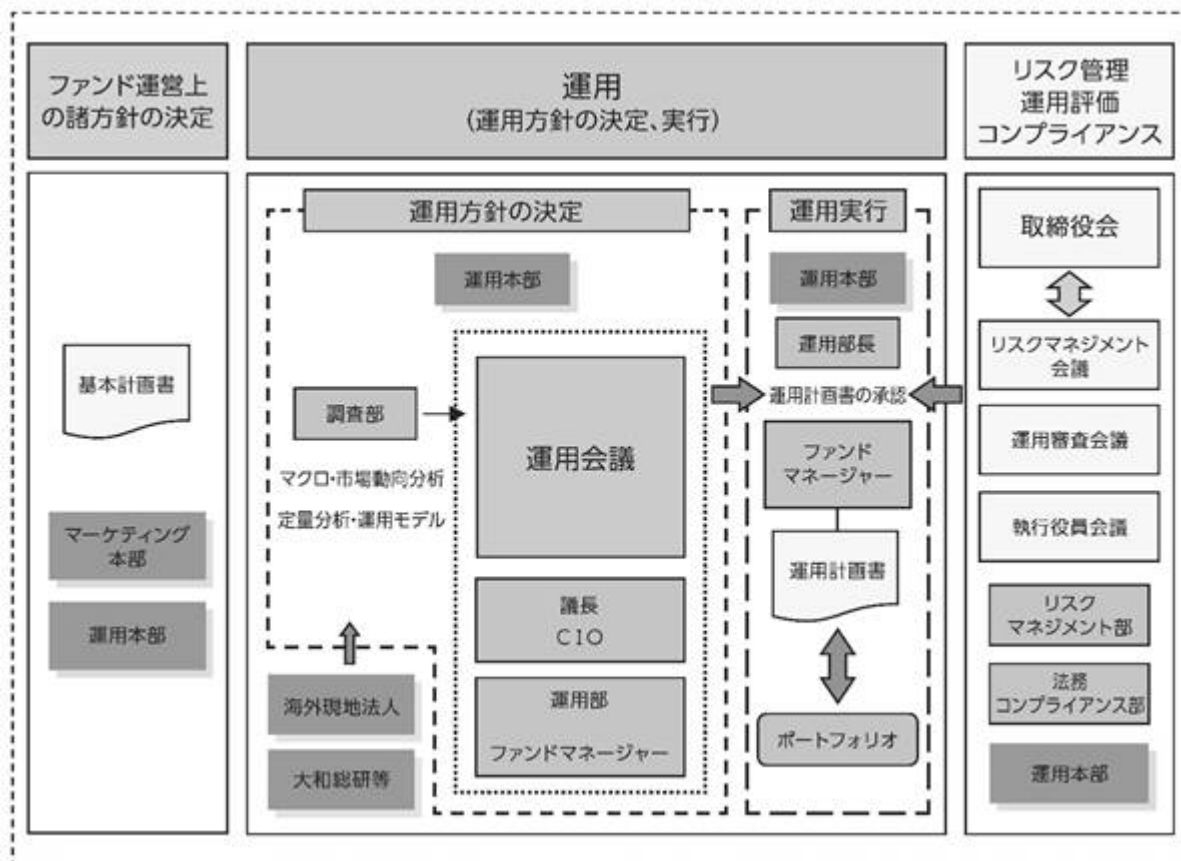 ファンド運営上
の諸方針の決定
運用
(運用方針の決定、実行)
リスク管理
運用評価
コンプライアンス
基本計画書
マーケティング
本部
運用本部
運用方針の決定
運用本部
調査部
マクロ・市場動向分析
定量分析・運用モデル
海外現地法人
大和総研等
運用会議
議長
CIO
運用部
ファンドマネージャー
運用実行
運用本部
運用部長
運用計画書の承認
ファンド
マネージャー
運用計画書
ポートフォリオ
取締役会
リスクマネジメント
会議
運用審査会議
執行役員会議
リスク
マネジメント部
法務
コンプライアンス部
運用本部